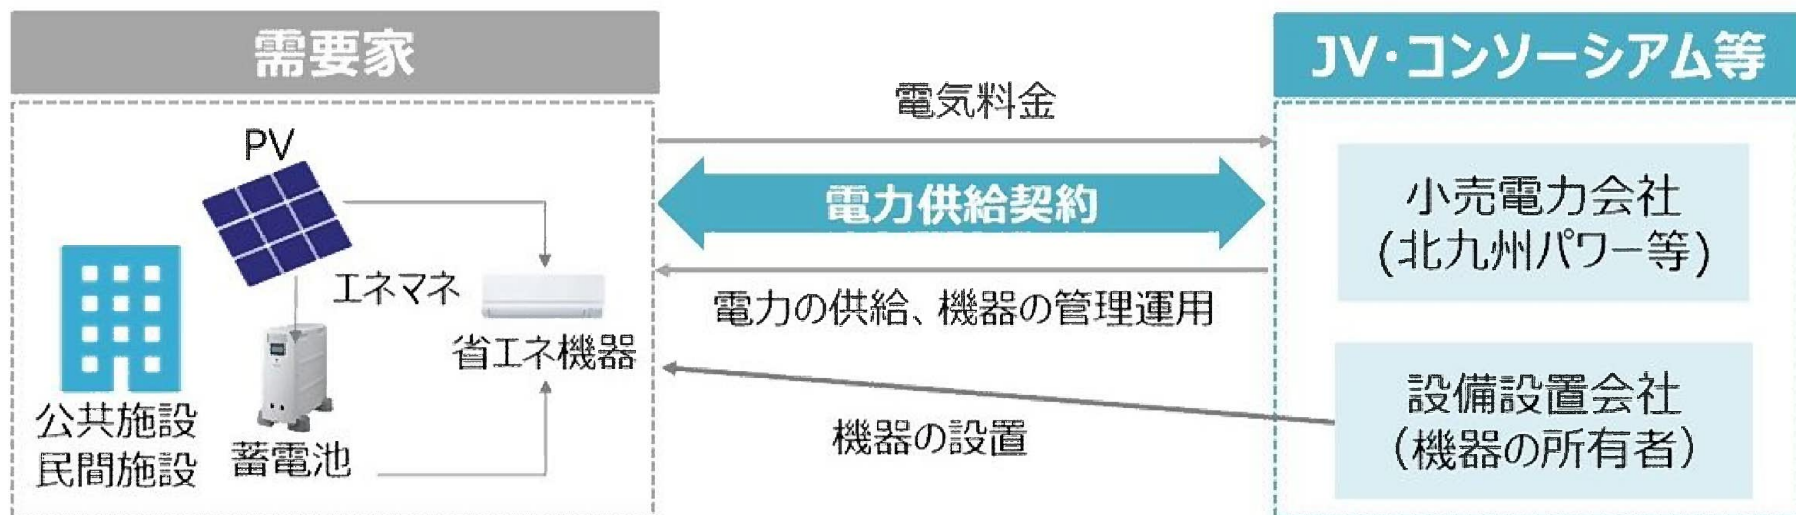 需要家
PV
エネマネ
省エネ機器
公共施設
民間施設
蓄電池
電気料金
電力供給契約
電力の供給、機器の管理運用
機器の設置
JV・コンソーシアム等
小売電力会社
(北九州パワー等)
設備設置会社
(機器の所有者)